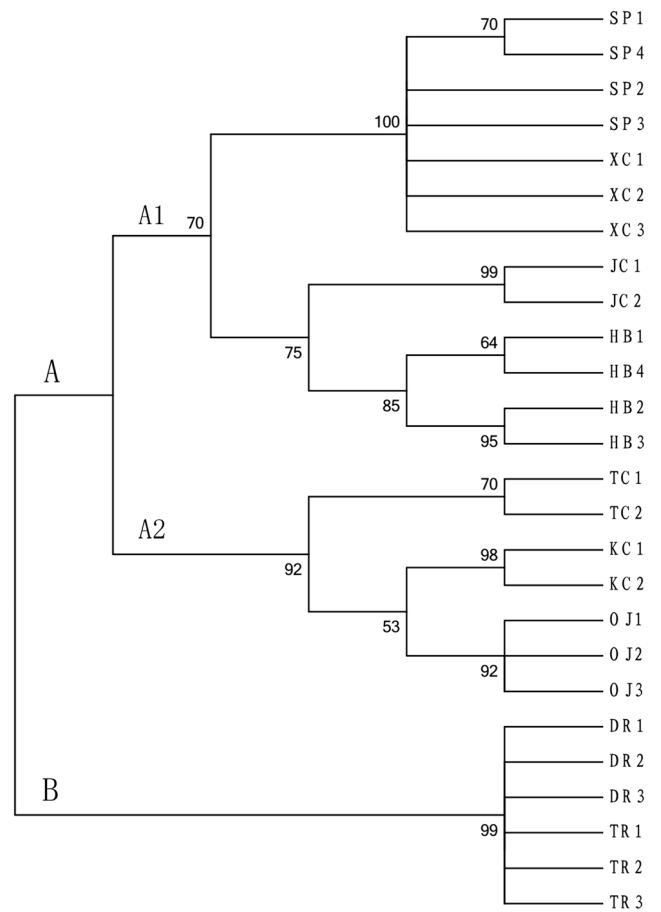 SP1
70
SP4
SP2
100
SP3
XC1
XC2
A1
70
XC3
JC1
99
JC2
HB1
64
75
HB4
A
85
HB2
95
HB3
TC1
70
TC2
A2
KC1
98
92
KC2
OJ1
53
OJ2
92
OJ3
DR1
DR2
B
DR3
99
TR1
TR2
TR3